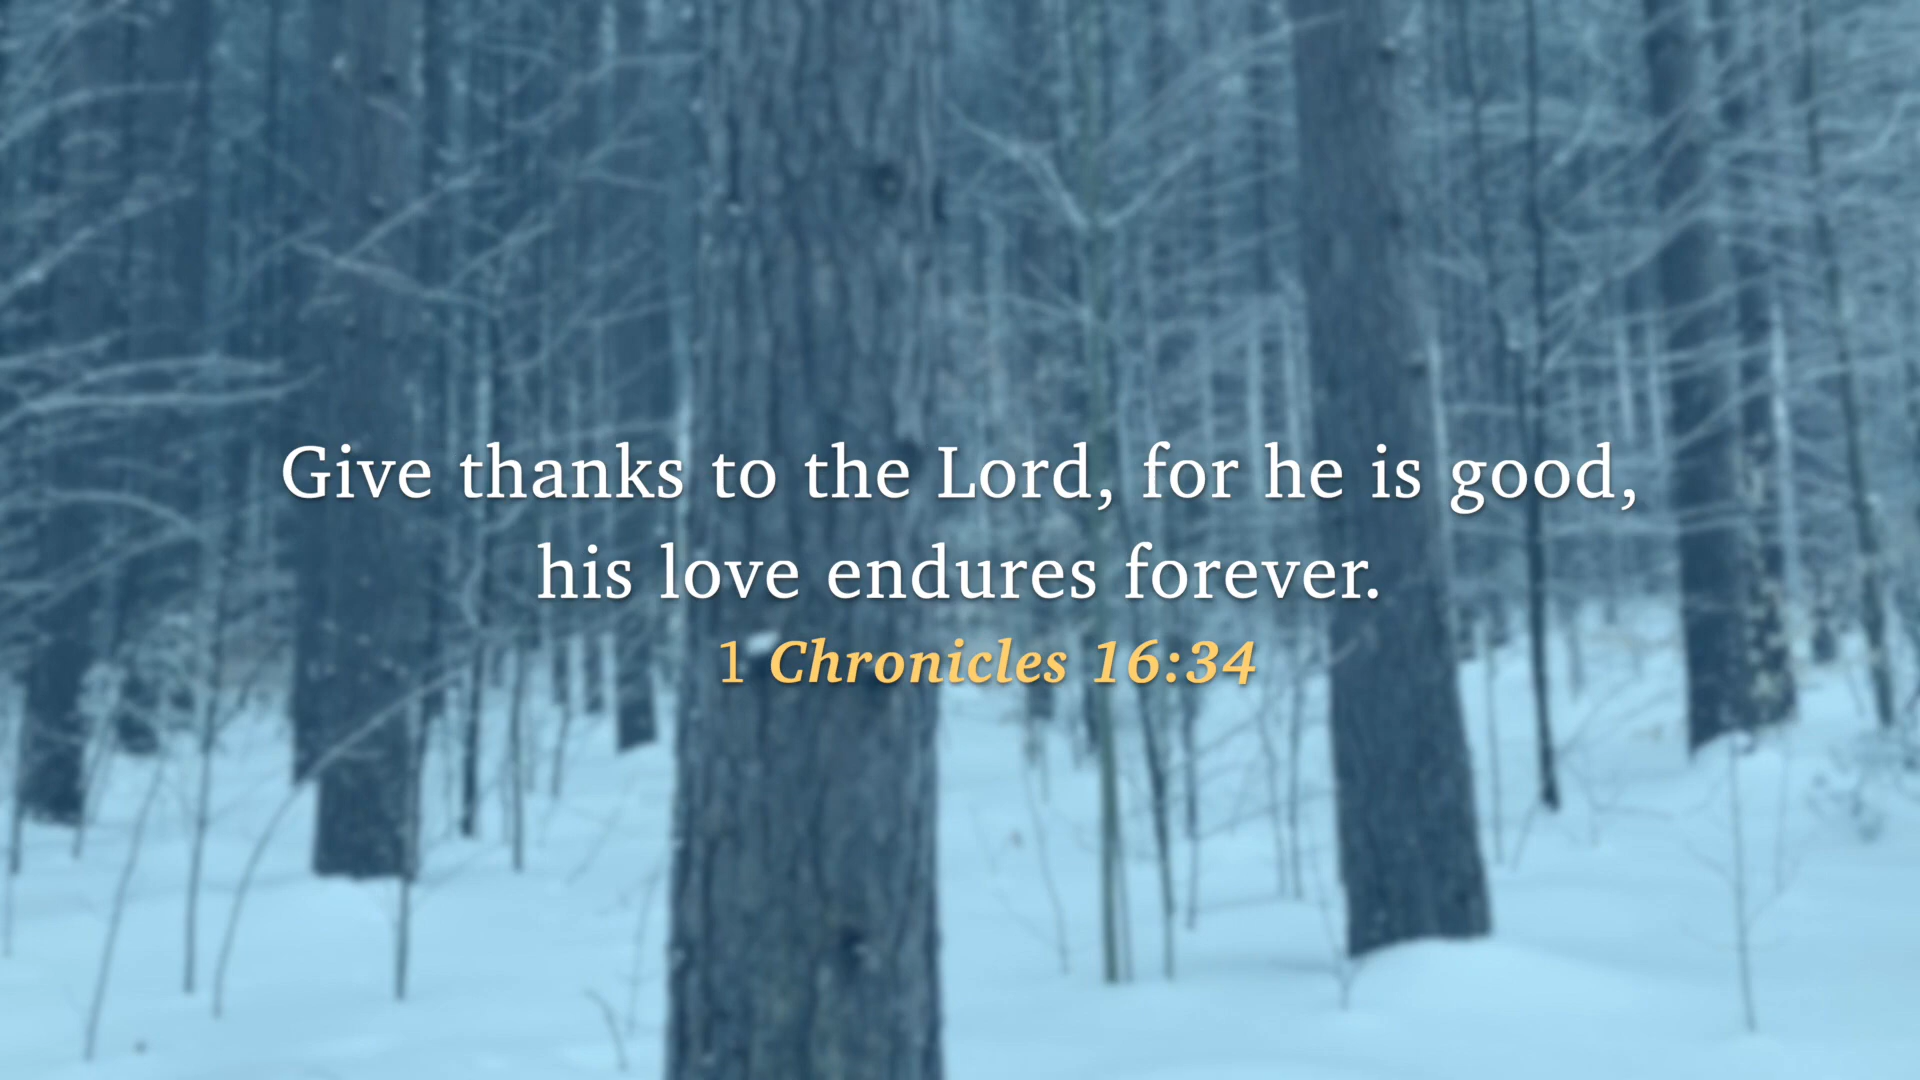 Give thanks to the Lord, for he is good,
his love endures forever.
1 Chronicles 16:34